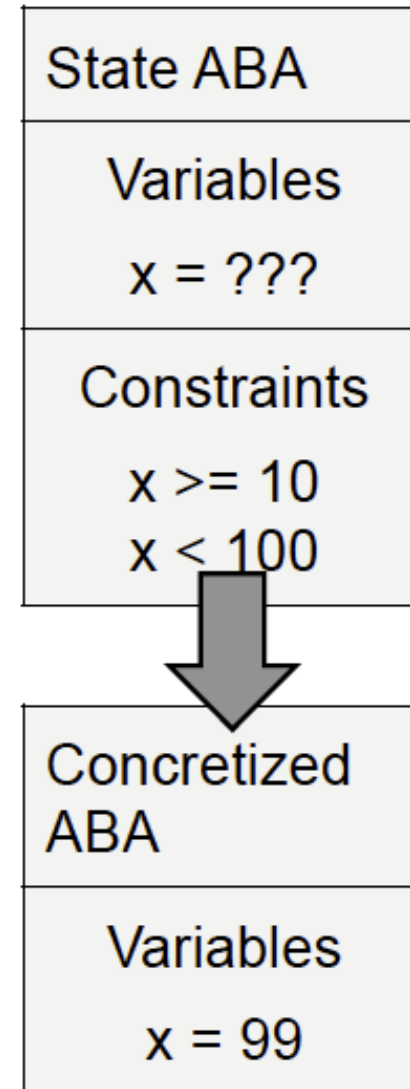 State ABA
Variables
x = ???
Constraints
x >= 10
x < 100
Concretized
ABA
Variables
x = 99